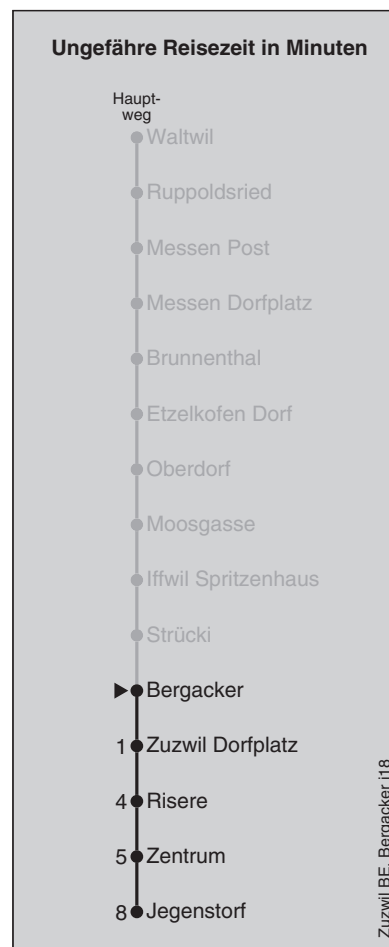 Ungefähre Reisezeit in Minuten
Haupt-
weg
Waltwil
Ruppoldsried
Messen Post
Messen Dorfplatz
Brunnenthal
Etzelkofen Dorf
Oberdorf
Moosgasse
Iffwil Spritzenhaus
Strücki
Bergacker
1 Zuzwil Dorfplatz
4 Risere
5 Zentrum
8 Jegenstorf
Zuzwil BE, Bergacker j18